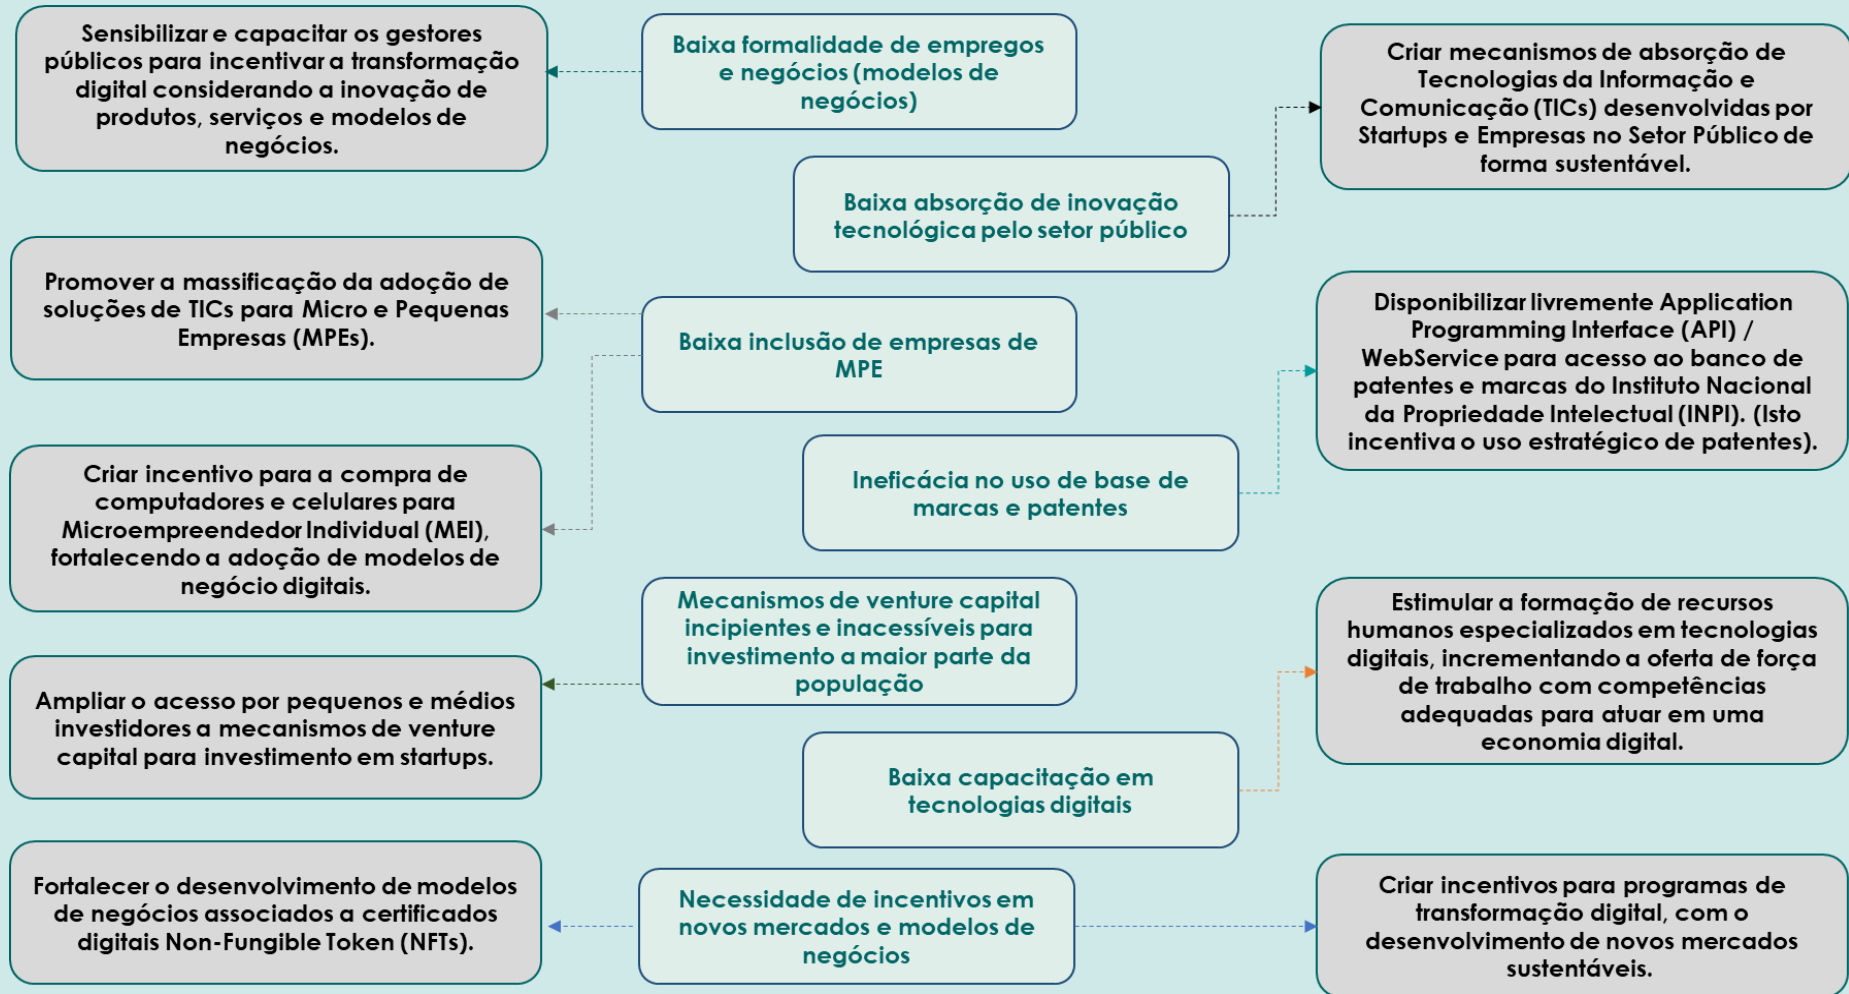 Sensibilizar e capacitar os gestores
públicos para incentivar a transformação
digital considerando a inovação de
produtos, serviços e modelos de
negócios.
Baixa formalidade de empregos
e negócios (modelos de
negócios)
Criar mecanismos de absorção de
Tecnologias da Informação e
Comunicação (TICs) desenvolvidas por
Startups e Empresas no Setor Público de
forma sustentável.
Baixa absorção de inovação
tecnológica pelo setor público
Promover a massificação da adoção de
soluções de TICs para Micro e Pequenas
Empresas (MPEs).
Baixa inclusão de empresas de
MPE
Disponibilizar livremente Application
Programming Interface (API) /
WebService para acesso ao banco de
patentes e marcas do Instituto Nacional
da Propriedade Intelectual (INPI). (Isto
incentiva o uso estratégico de patentes).
Criar incentivo para a compra de
computadores e celulares para
Microempreendedor Individual (MEI),
fortalecendo a adoção de modelos de
negócio digitais.
Ineficácia no uso de base de
marcas e patentes
Mecanismos de venture capital
incipientes e inacessíveis para
investimento a maior parte da
população
Estimular a formação de recursos
humanos especializados em tecnologias
digitais, incrementando a oferta de força
de trabalho com competências
adequadas para atuar em uma
economia digital.
Ampliar o acesso por pequenos e médios
investidores a mecanismos de venture
capital para investimento em startups.
Baixa capacitação em
tecnologias digitais
Fortalecer o desenvolvimento de modelos
de negócios associados a certificados
digitais Non-Fungible Token (NFTs).
Necessidade de incentivos em
novos mercados e modelos de
negócios
Criar incentivos para programas de
transformação digital, com o
desenvolvimento de novos mercados
sustentáveis.